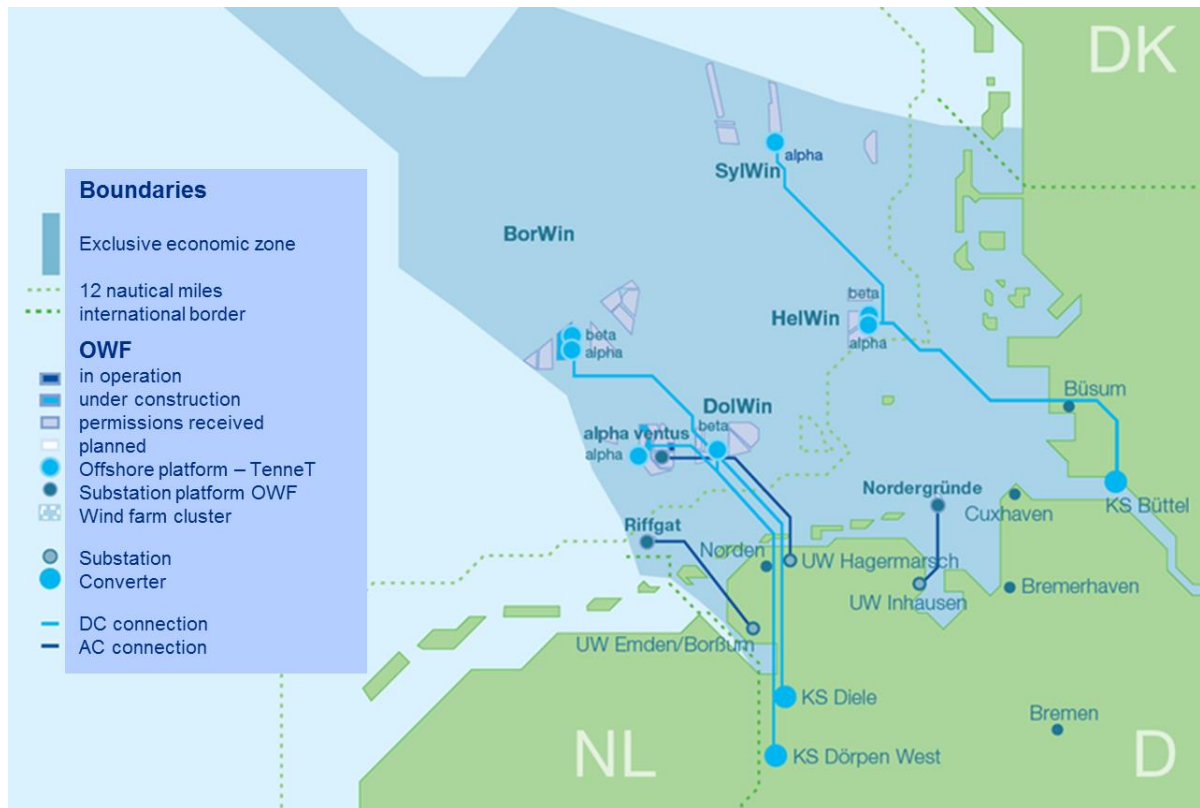 DK
Boundaries
Exclusive economic zone
12 nautical miles
international border
OWF
in operation
under construction
permissions received
planned
Offshore platform – TenneT
Substation platform OWF
Wind farm cluster
Substation
Converter
DC connection
AC connection
alpha
SylWin
BorWin
beta
HelWin
alpha
beta
alpha
Büsum
DolWin
beta
alpha ventus
alpha
KS Büttel
Nordergründe
Cuxhaven
Riffgat
Norden
UW Hagermarsch
UW Inhausen
Bremerhaven
UW Emden/Borßum
KS Diele
Bremen
KS Dörpen West
NL
D